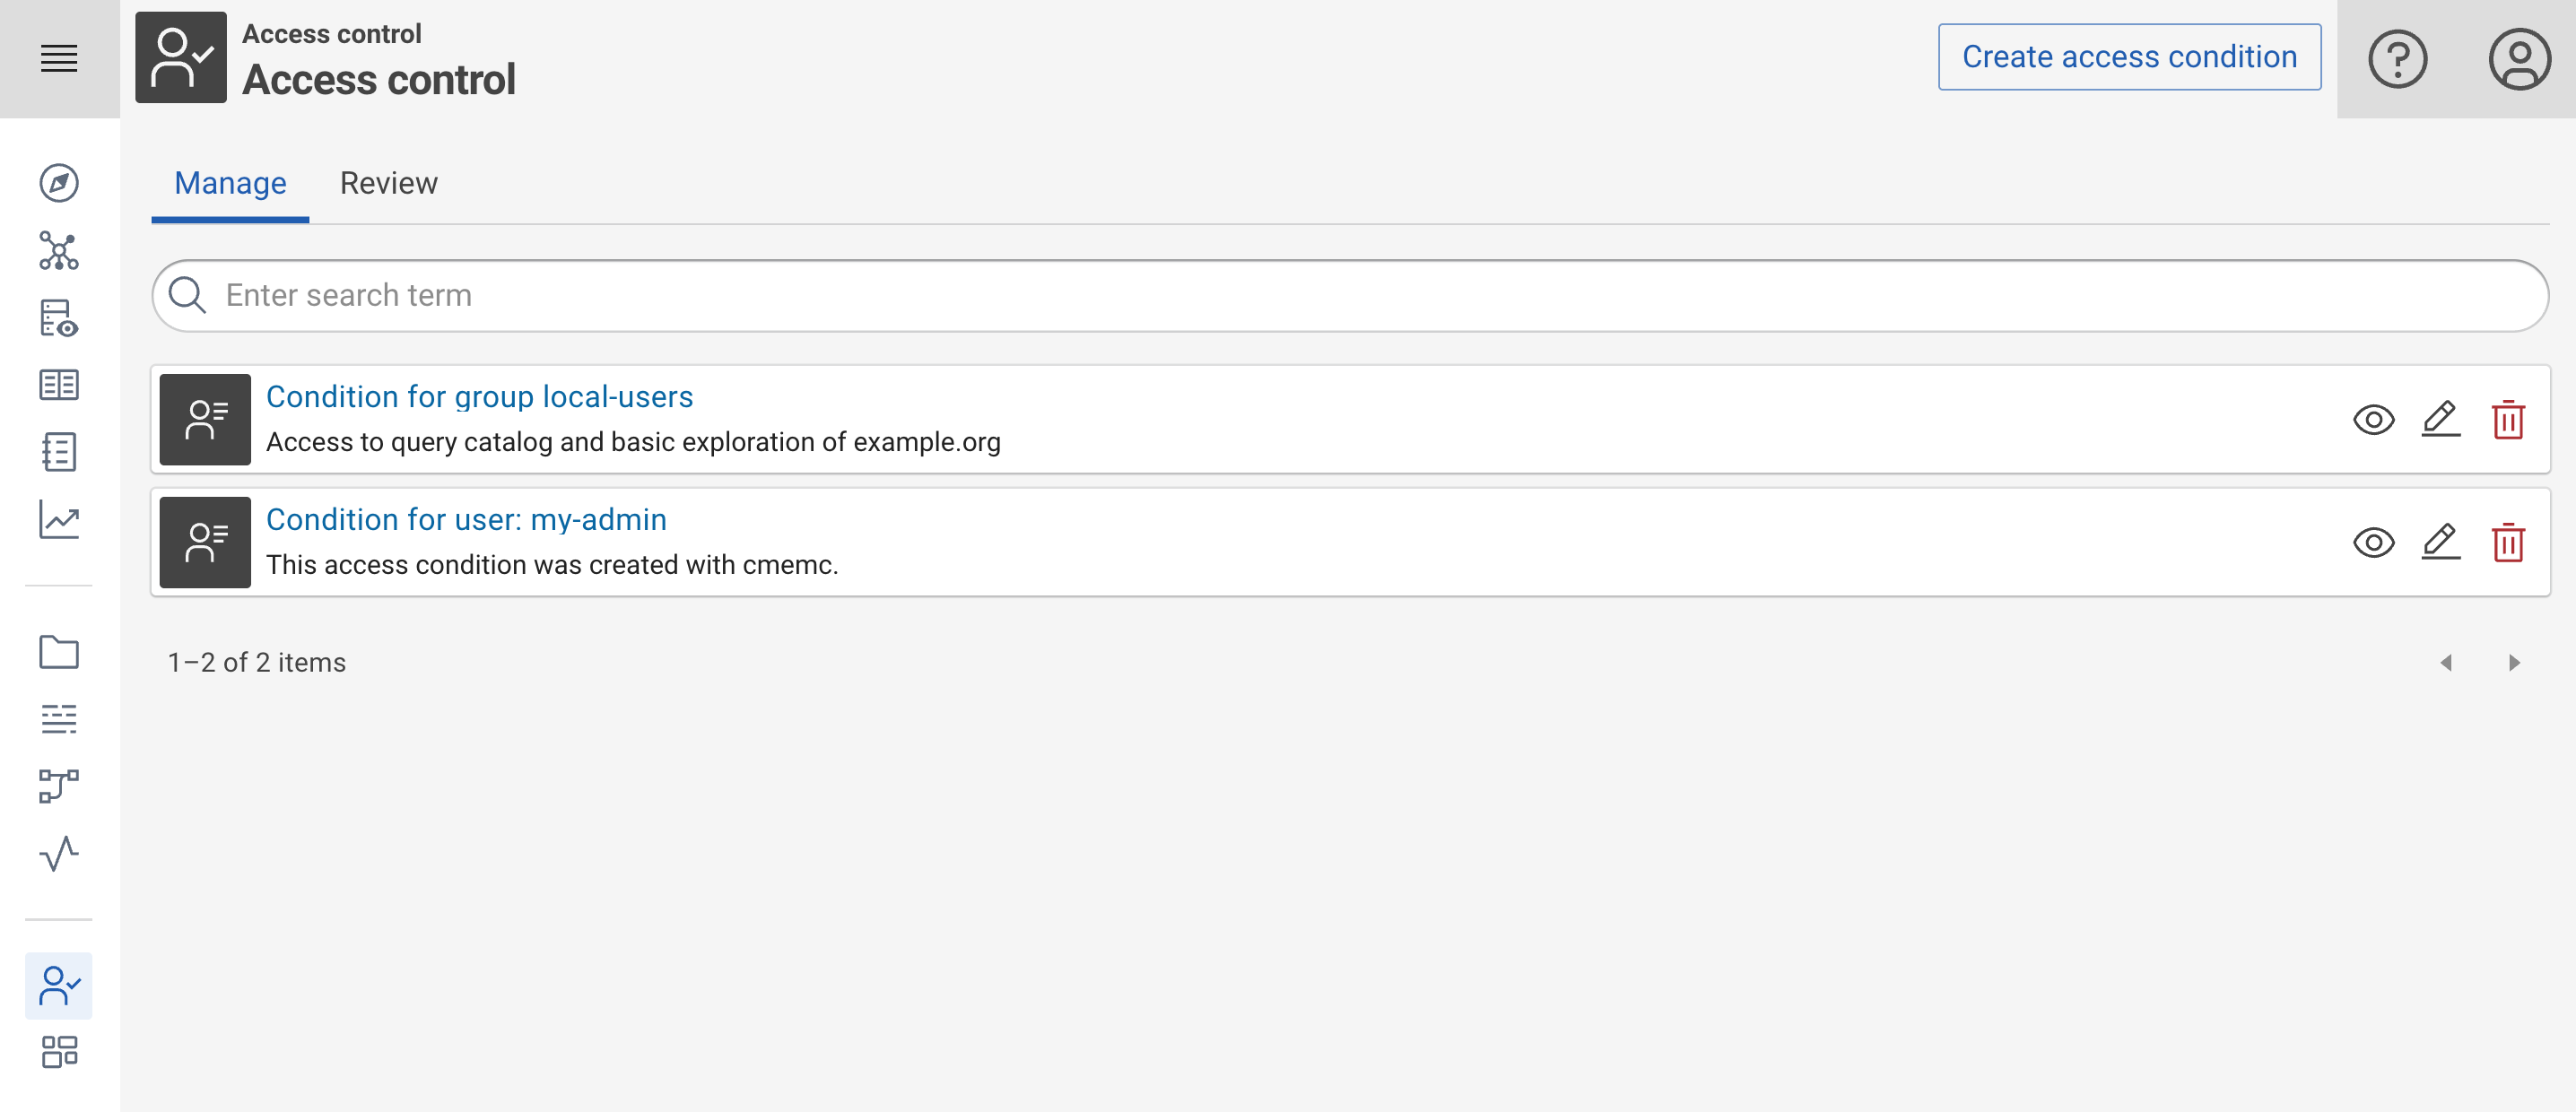 Access control
Access control
Create access condition
Manage
Review
Enter search term
Condition for group local-users
Access to query catalog and basic exploration of example.org
Condition for user: my-admin
This access condition was created with cmemc.
1–2 of 2 items